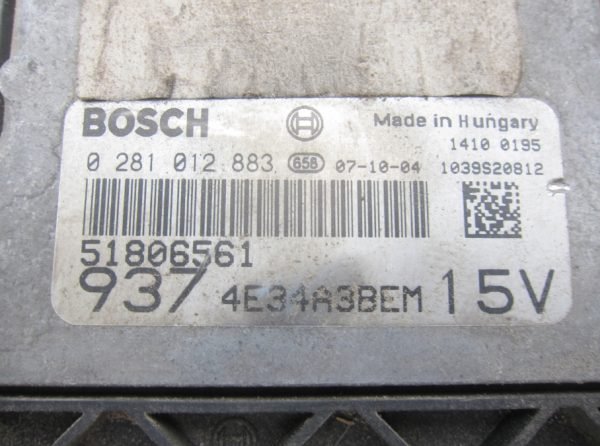 BOSCH Made in Hungary
1410 0195
0 281 012 883 658 07-10-04 1039S20812
51806561
937 4E34A3BEM 15V